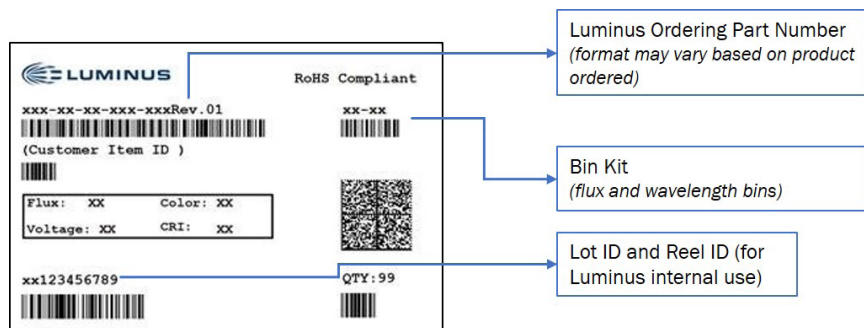 LUMINUS
RoHS Compliant
xxx-xx-xx-xxx-xxxRev.01
xx-xx
(Customer Item ID )
Flux: XX Color: XX
Voltage: XX CRI: XX
xx123456789
QTY:99
Luminus Ordering Part Number
(format may vary based on product
ordered)
Bin Kit
(flux and wavelength bins)
Lot ID and Reel ID (for
Luminus internal use)